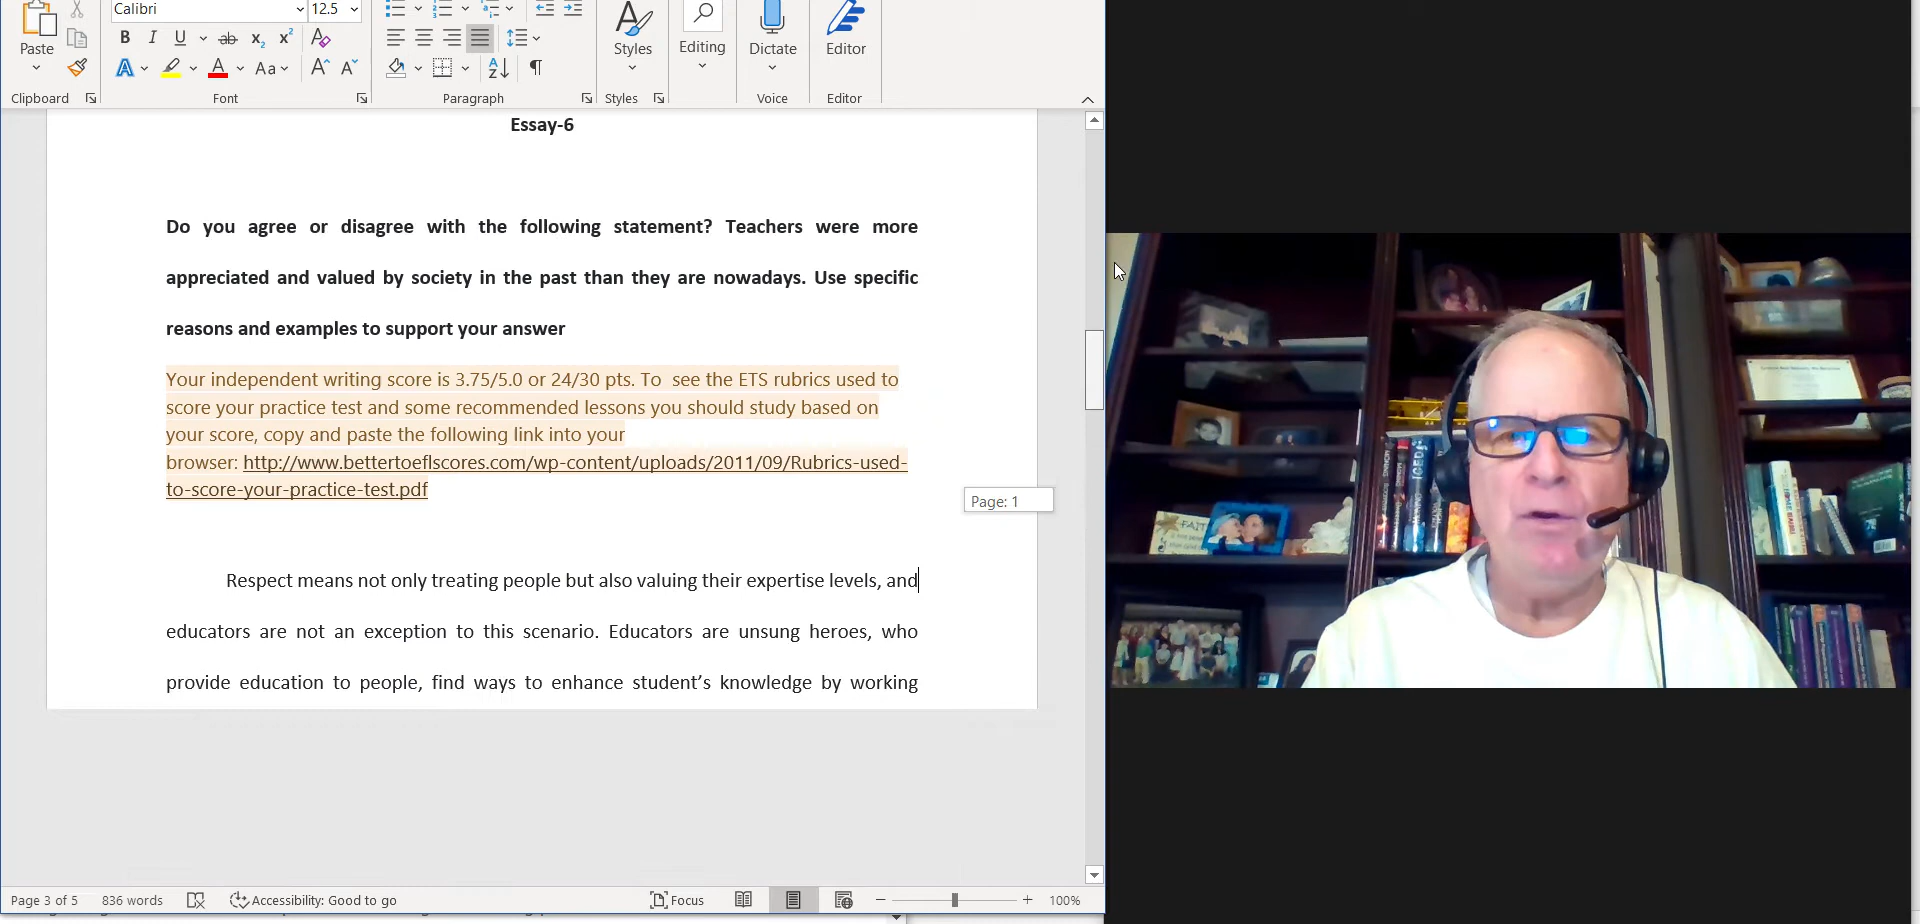 Calibri 12.5
Paste
B I U ab x₂ x²
A A Aa A A
Styles
Editing
Dictate
Editor
Clipboard Font Paragraph Styles Voice Editor
Essay-6
Do you agree or disagree with the following statement? Teachers were more
appreciated and valued by society in the past than they are nowadays. Use specific
reasons and examples to support your answer
Your independent writing score is 3.75/5.0 or 24/30 pts. To see the ETS rubrics used to
score your practice test and some recommended lessons you should study based on
your score, copy and paste the following link into your
browser: http://www.bettertoeflscores.com/wp-content/uploads/2011/09/Rubrics-used-
to-score-your-practice-test.pdf
Page: 1
Respect means not only treating people but also valuing their expertise levels, and
educators are not an exception to this scenario. Educators are unsung heroes, who
provide education to people, find ways to enhance student's knowledge by working
Page 3 of 5 836 words Accessibility: Good to go Focus 100%
FAITH